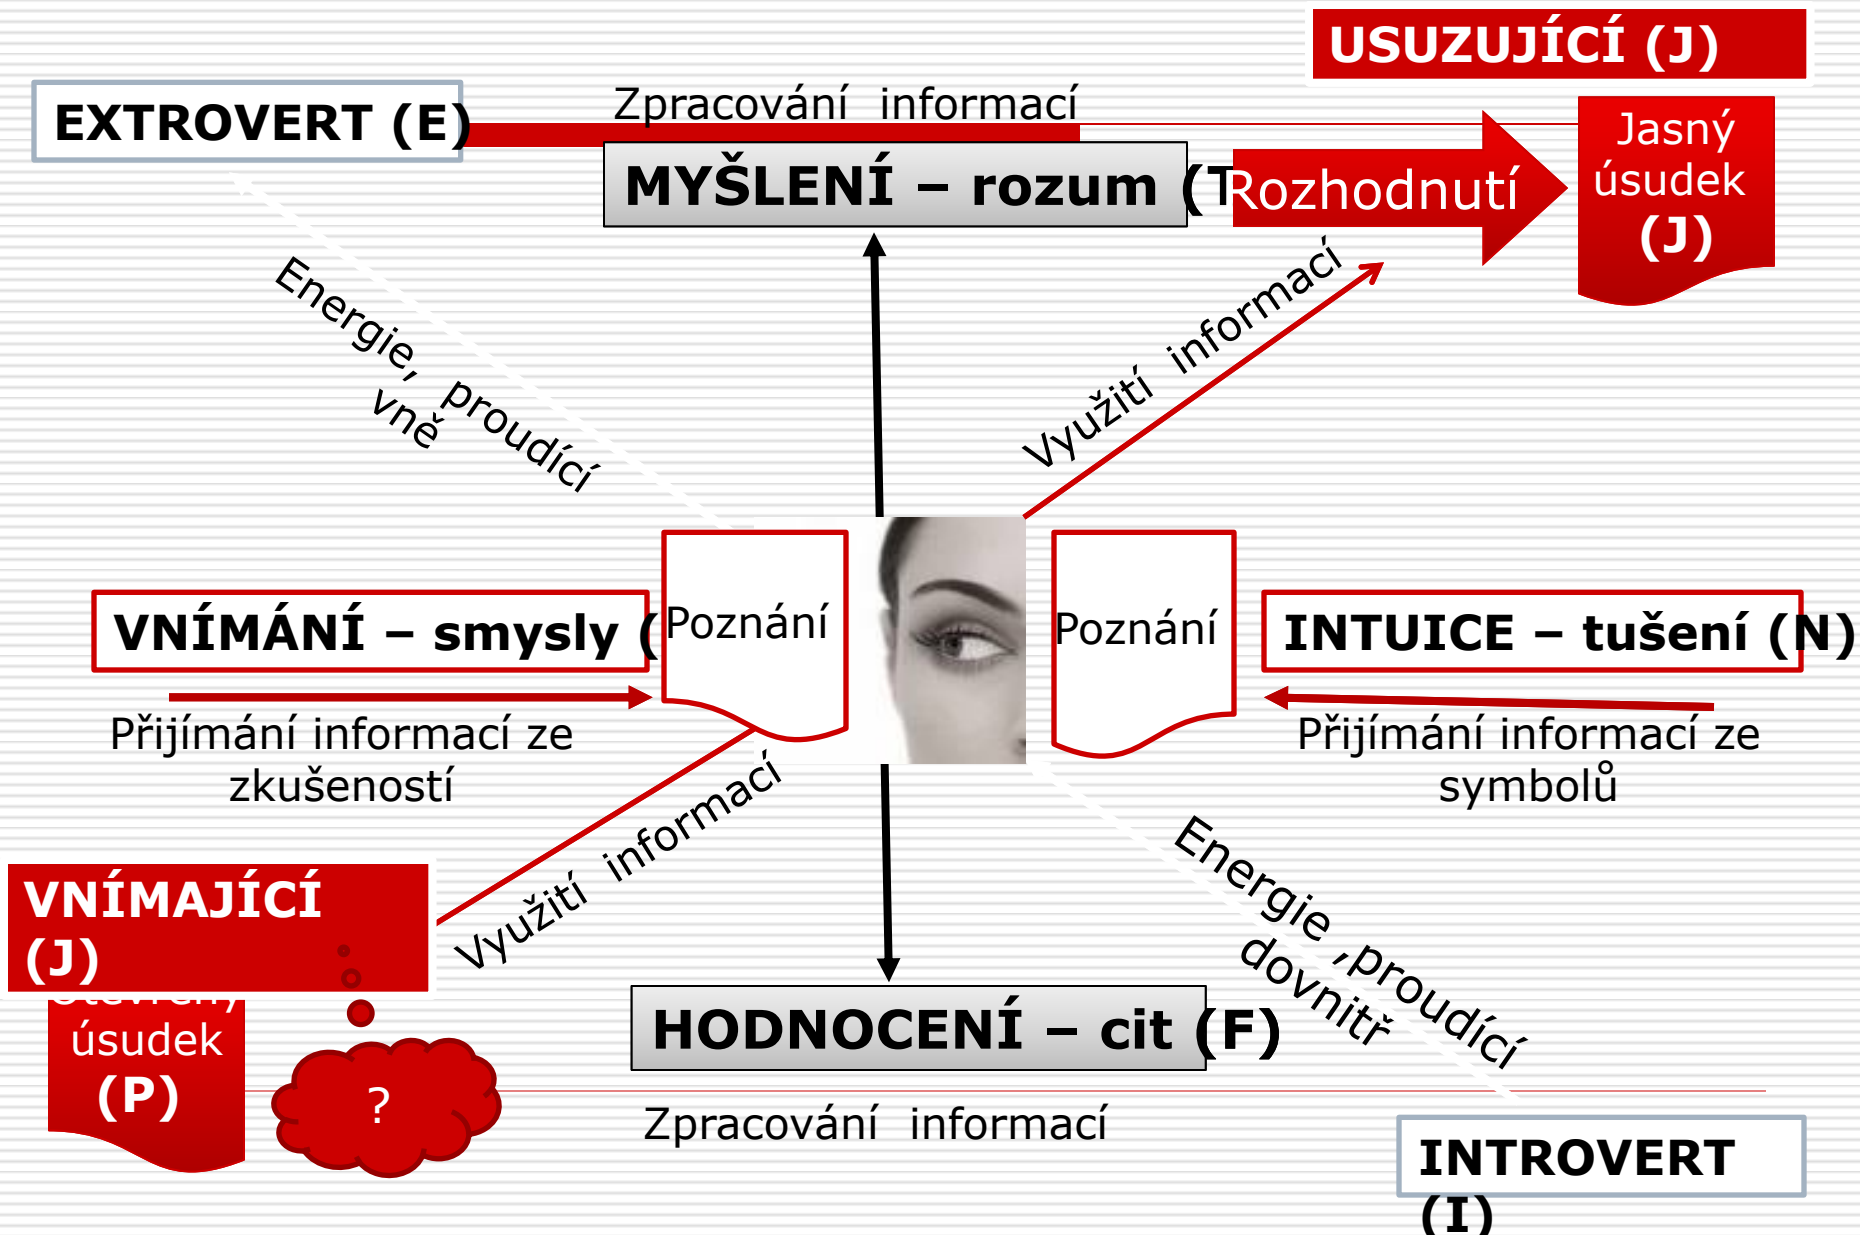 USUZUJÍCÍ (J)
EXTROVERT (E)
Zpracování informací
MYŠLENÍ – rozum (T
Rozhodnutí
Jasný
úsudek
(J)
Energie, proudící
vně
Využití informací
VNÍMÁNÍ – smysly (
Poznání
Poznání
INTUICE – tušení (N)
Přijímání informací ze
zkušeností
Přijímání informací ze
symbolů
Využití informací
Energie ,proudící
dovnitř
VNÍMAJÍCÍ
(J)
úsudek
(P)
?
HODNOCENÍ – cit (F)
Zpracování informací
INTROVERT
(I)